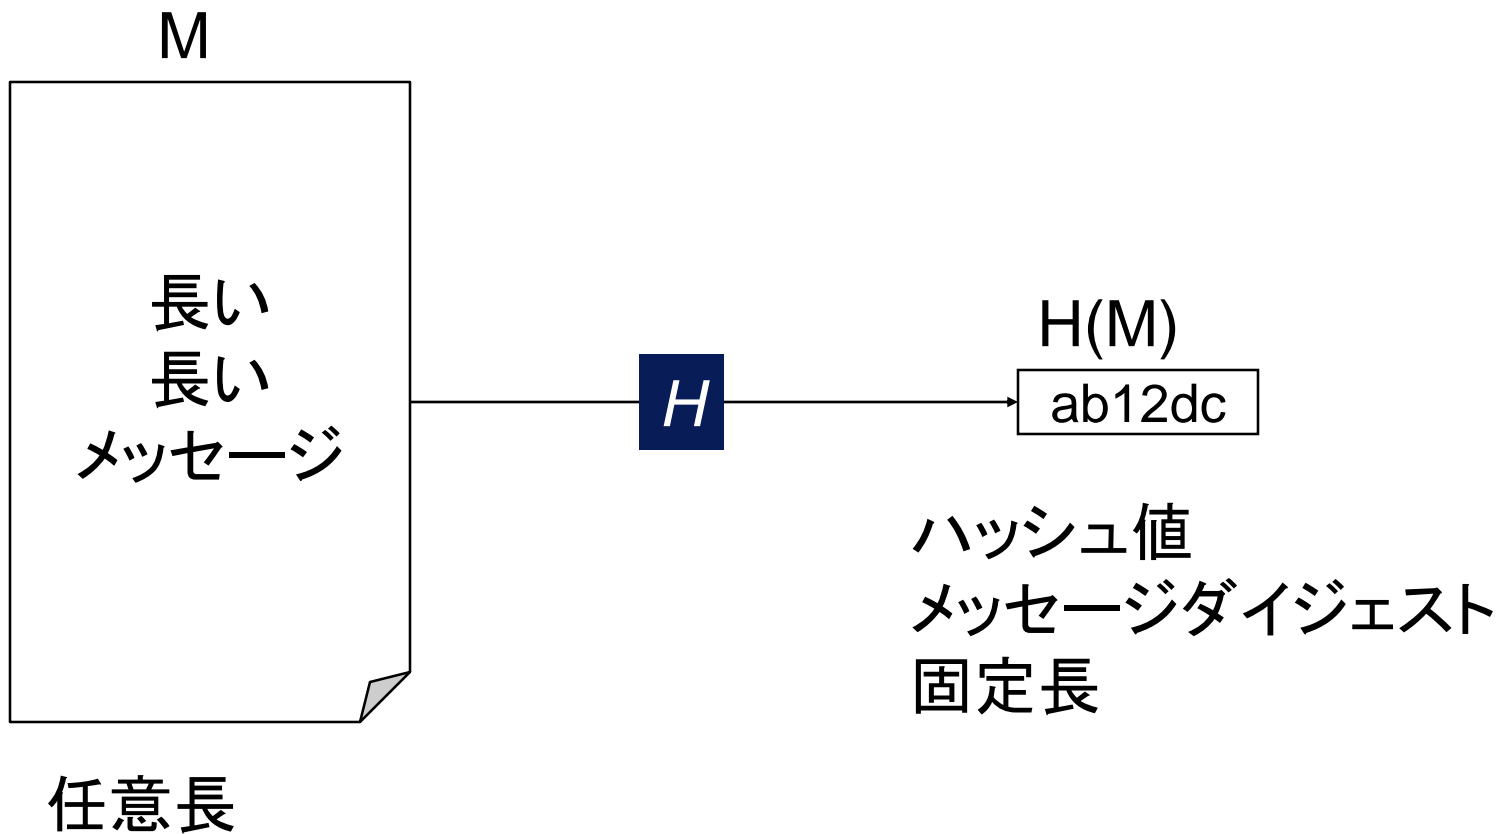 M
長い
長い
メッセージ
任意長
H
H(M)
ab12dc
ハッシュ値
メッセージダイジェスト
固定長